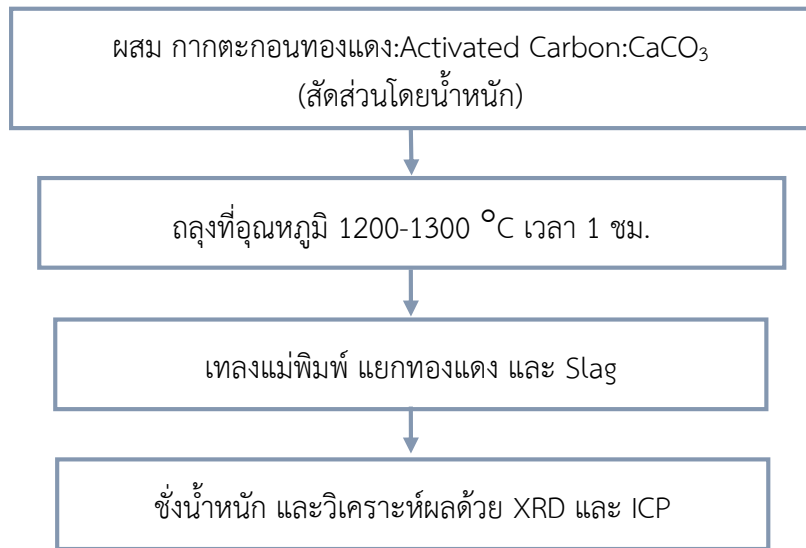 ผสม กากตะกอนทองแดง:Activated Carbon:CaCO₃
(สัดส่วนโดยน้ำหนัก)
ถลุงที่อุณหภูมิ 1200-1300 °C เวลา 1 ชม.
เทลงแม่พิมพ์ แยกทองแดง และ Slag
ชั่งน้ำหนัก และวิเคราะห์ผลด้วย XRD และ ICP